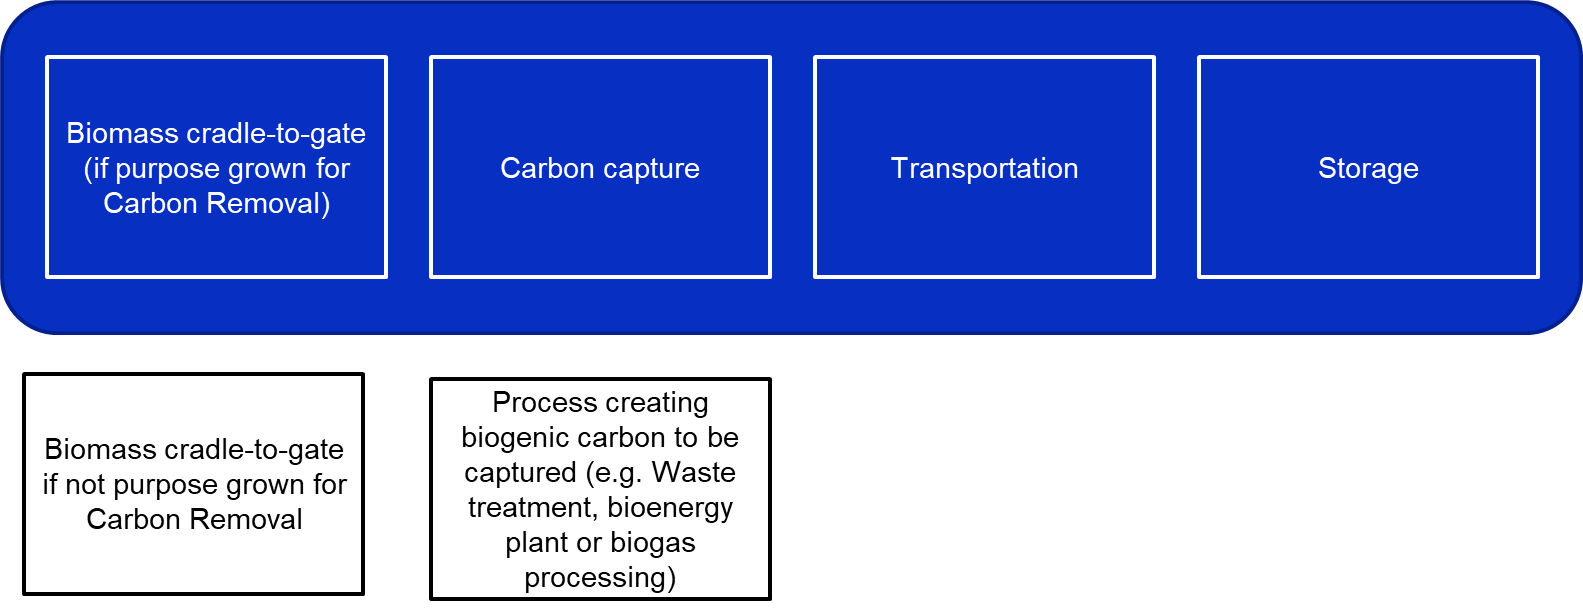 Biomass cradle-to-gate
(if purpose grown for
Carbon Removal)
Carbon capture
Transportation
Storage
Biomass cradle-to-gate
if not purpose grown for
Carbon Removal
Process creating
biogenic carbon to be
captured (e.g. Waste
treatment, bioenergy
plant or biogas
processing)